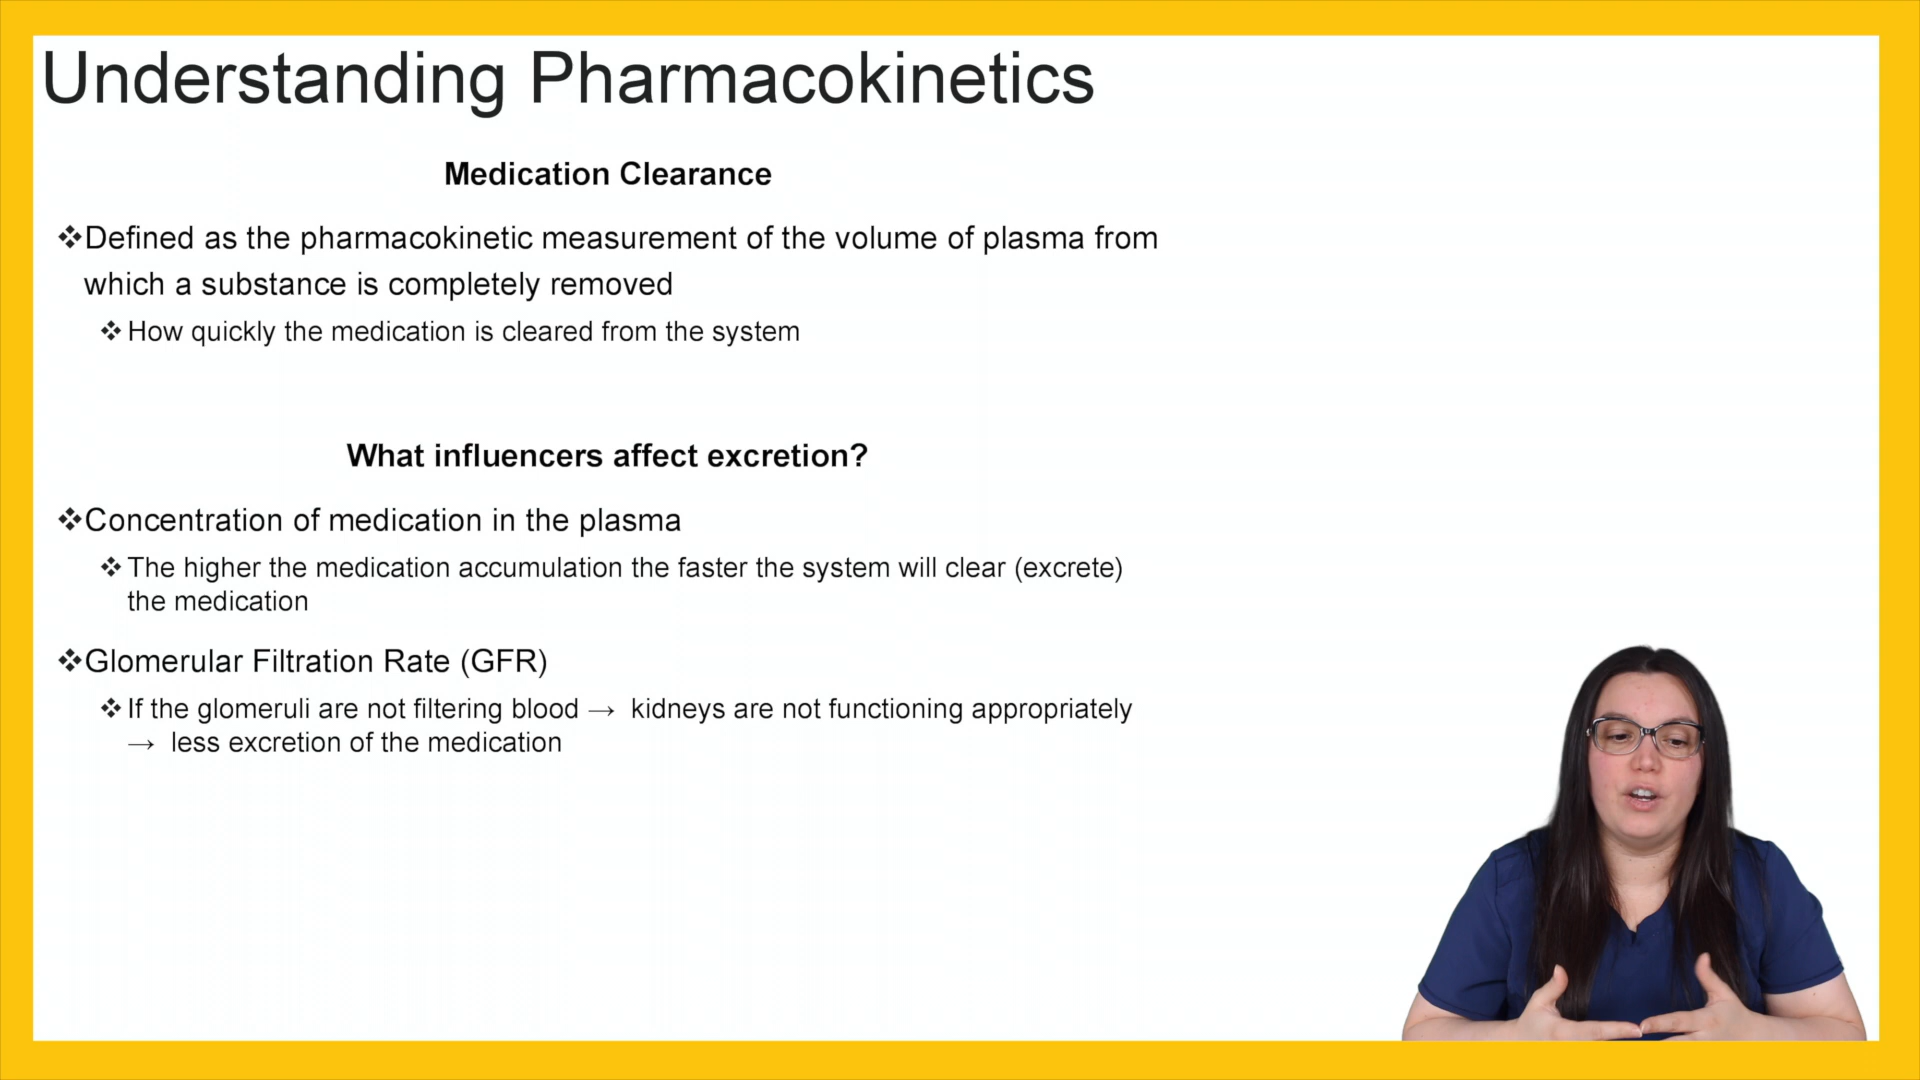 Understanding Pharmacokinetics
Medication Clearance
❖Defined as the pharmacokinetic measurement of the volume of plasma from
which a substance is completely removed
❖ How quickly the medication is cleared from the system
What influencers affect excretion?
❖Concentration of medication in the plasma
❖ The higher the medication accumulation the faster the system will clear (excrete)
the medication
❖Glomerular Filtration Rate (GFR)
❖ If the glomeruli are not filtering blood → kidneys are not functioning appropriately
→ less excretion of the medication